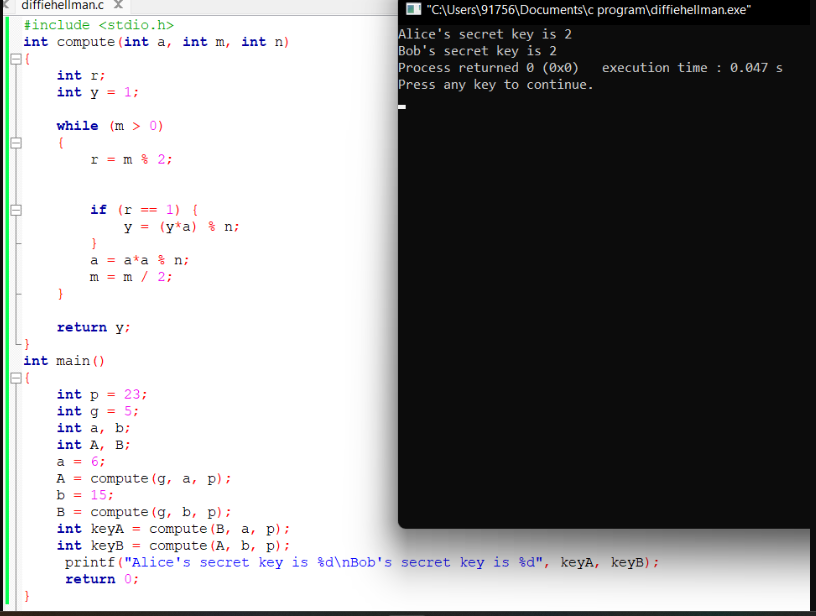 diffiehellman.c
#include <stdio.h>
int compute(int a, int m, int n)
{
    int r;
    int y = 1;
    while (m > 0)
    {
        r = m % 2;
        if (r == 1) {
            y = (y*a) % n;
        }
        a = a*a % n;
        m = m / 2;
    }
    return y;
}
int main()
{
    int p = 23;
    int g = 5;
    int a, b;
    int A, B;
    a = 6;
    A = compute(g, a, p);
    b = 15;
    B = compute(g, b, p);
    int keyA = compute(B, a, p);
    int keyB = compute(A, b, p);
     printf("Alice's secret key is %d\nBob's secret key is %d", keyA, keyB);
     return 0;
}
"C:\Users\91756\Documents\c program\diffiehellman.exe"
Alice's secret key is 2
Bob's secret key is 2
Process returned 0 (0x0)   execution time : 0.047 s
Press any key to continue.